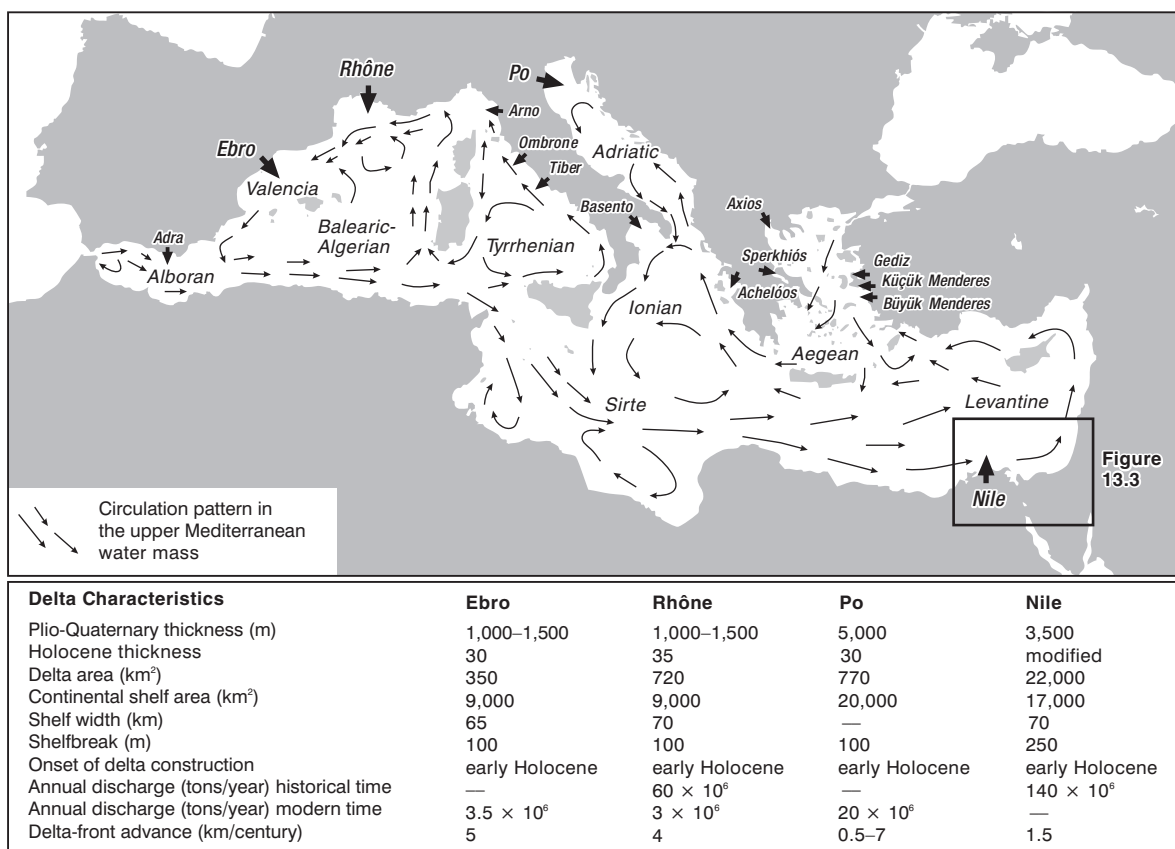 Rhône
Po
Arno
Ombrone
Ebro
Adriatic
Tiber
Valencia
Basento
Axios
Balearic-
Algerian
Tyrrhenian
Adra
Sperkhiós
Gediz
Alboran
Küçük Menderes
Achelóos
Büyük Menderes
Ionian
Aegean
Sirte
Levantine
Figure
13.3
Nile
Circulation pattern in
the upper Mediterranean
water mass
Delta Characteristics Ebro Rhône Po Nile
Plio-Quaternary thickness (m) 1,000–1,500 1,000–1,500 5,000 3,500
Holocene thickness 30 35 30 modified
Delta area (km²) 350 720 770 22,000
Continental shelf area (km²) 9,000 9,000 20,000 17,000
Shelf width (km) 65 70 — 70
Shelfbreak (m) 100 100 100 250
Onset of delta construction early Holocene early Holocene early Holocene early Holocene
Annual discharge (tons/year) historical time — 60 × 10⁶ — 140 × 10⁶
Annual discharge (tons/year) modern time 3.5 × 10⁶ 3 × 10⁶ 20 × 10⁶ —
Delta-front advance (km/century) 5 4 0.5–7 1.5